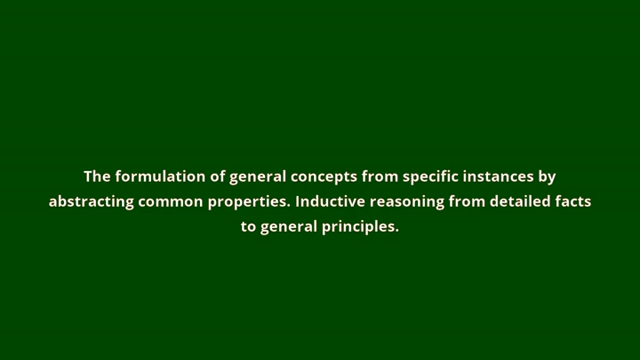 The formulation of general concepts from specific instances by
abstracting common properties. Inductive reasoning from detailed facts
to general principles.